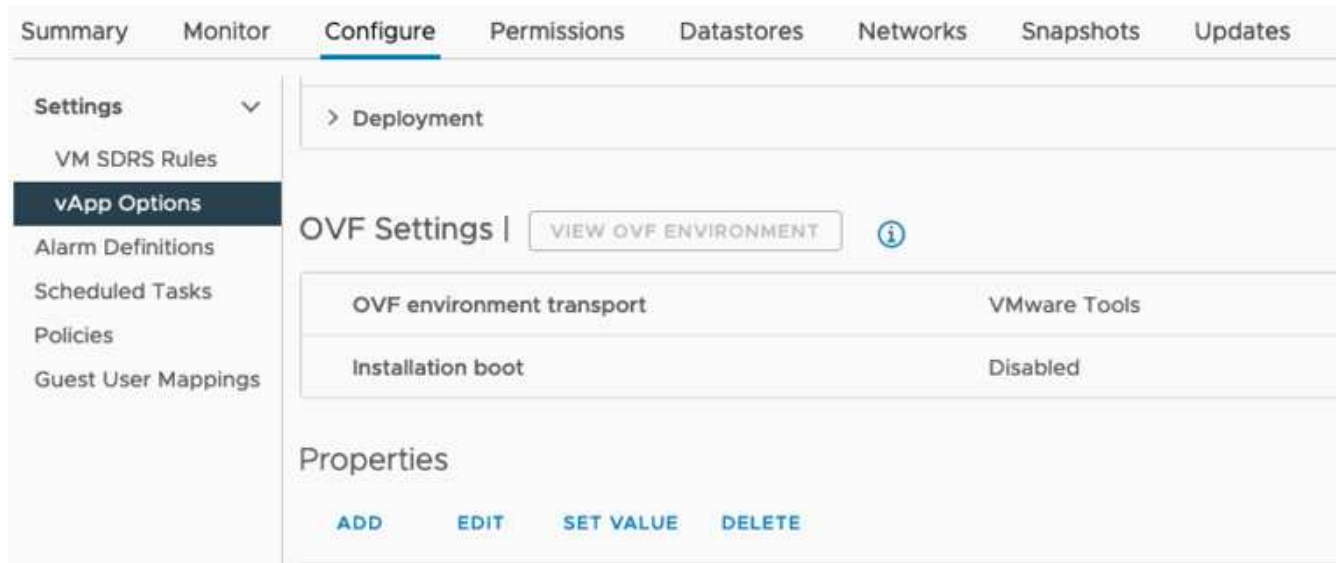 Summary Monitor Configure Permissions Datastores Networks Snapshots Updates
Settings
VM SDRS Rules
vApp Options
Alarm Definitions
Scheduled Tasks
Policies
Guest User Mappings
Deployment
OVF Settings | VIEW OVF ENVIRONMENT
OVF environment transport VMware Tools
Installation boot Disabled
Properties
ADD EDIT SET VALUE DELETE